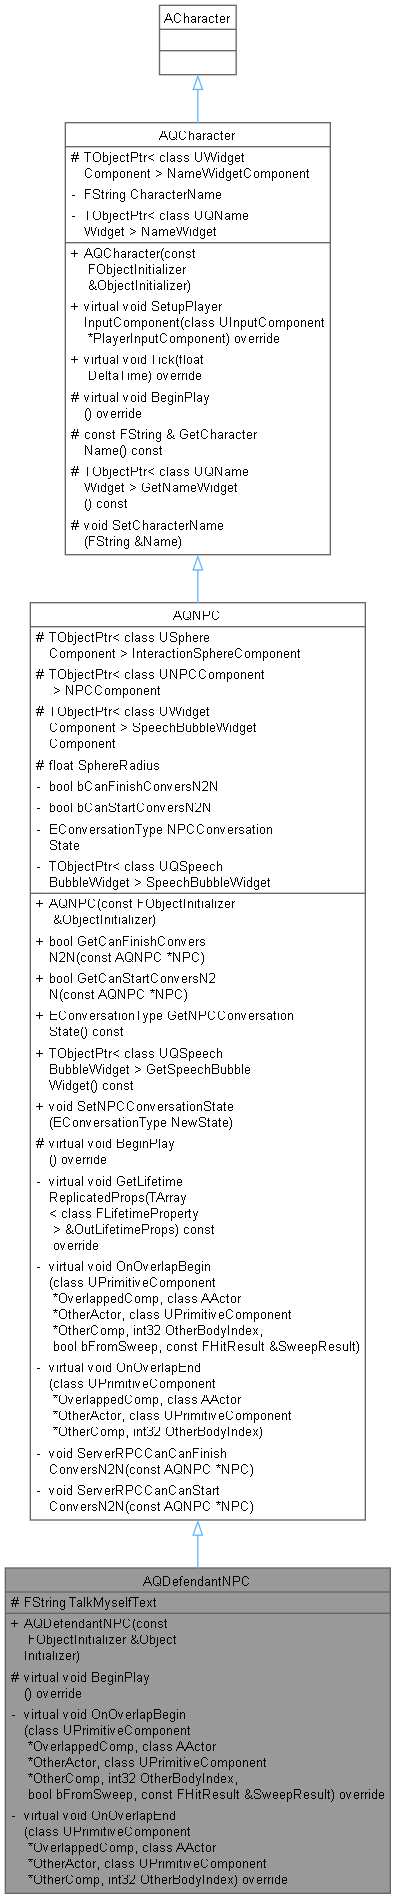 ACharacter
AQCharacter
# TObjectPtr< class UWidget
Component > NameWidgetComponent
- FString CharacterName
- TObjectPtr< class UQName
Widget > NameWidget
+ AQCharacter(const
FObjectInitializer
&ObjectInitializer)
+ virtual void SetupPlayer
InputComponent(class UInputComponent
*PlayerInputComponent) override
+ virtual void Tick(float
DeltaTime) override
# virtual void BeginPlay
() override
# const FString & GetCharacter
Name() const
# TObjectPtr< class UQName
Widget > GetNameWidget
() const
# void SetCharacterName
(FString &Name)
AQNPC
# TObjectPtr< class USphere
Component > InteractionSphereComponent
# TObjectPtr< class UNPCComponent
> NPCComponent
# TObjectPtr< class UWidget
Component > SpeechBubbleWidget
Component
# float SphereRadius
- bool bCanFinishConversN2N
- bool bCanStartConversN2N
- EConversationType NPCConversation
State
- TObjectPtr< class UQSpeech
BubbleWidget > SpeechBubbleWidget
+ AQNPC(const FObjectInitializer
&ObjectInitializer)
+ bool GetCanFinishConvers
N2N(const AQNPC *NPC)
+ bool GetCanStartConversN2
N(const AQNPC *NPC)
+ EConversationType GetNPCConversation
State() const
+ TObjectPtr< class UQSpeech
BubbleWidget > GetSpeechBubble
Widget() const
+ void SetNPCConversationState
(EConversationType NewState)
# virtual void BeginPlay
() override
- virtual void GetLifetime
ReplicatedProps(TArray
< class FLifetimeProperty
> &OutLifetimeProps) const
override
- virtual void OnOverlapBegin
(class UPrimitiveComponent
*OverlappedComp, class AActor
*OtherActor, class UPrimitiveComponent
*OtherComp, int32 OtherBodyIndex,
bool bFromSweep, const FHitResult &SweepResult)
- virtual void OnOverlapEnd
(class UPrimitiveComponent
*OverlappedComp, class AActor
*OtherActor, class UPrimitiveComponent
*OtherComp, int32 OtherBodyIndex)
- void ServerRPCCanCanFinish
ConversN2N(const AQNPC *NPC)
- void ServerRPCCanCanStart
ConversN2N(const AQNPC *NPC)
AQDefendantNPC
# FString TalkMyselfText
+ AQDefendantNPC(const
FObjectInitializer &Object
Initializer)
# virtual void BeginPlay
() override
- virtual void OnOverlapBegin
(class UPrimitiveComponent
*OverlappedComp, class AActor
*OtherActor, class UPrimitiveComponent
*OtherComp, int32 OtherBodyIndex,
bool bFromSweep, const FHitResult &SweepResult) override
- virtual void OnOverlapEnd
(class UPrimitiveComponent
*OverlappedComp, class AActor
*OtherActor, class UPrimitiveComponent
*OtherComp, int32 OtherBodyIndex) override